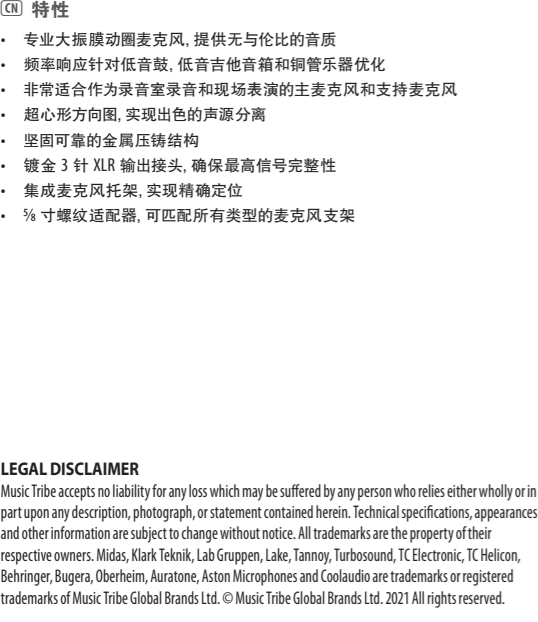 CN 特性
• 专业大振膜动圈麦克风, 提供无与伦比的音质
• 频率响应针对低音鼓, 低音吉他音箱和铜管乐器优化
• 非常适合作为录音室录音和现场表演的主麦克风和支持麦克风
• 超心形方向图, 实现出色的声源分离
• 坚固可靠的金属压铸结构
• 镀金 3 针 XLR 输出接头, 确保最高信号完整性
• 集成麦克风托架, 实现精确定位
• ⅝ 寸螺纹适配器, 可匹配所有类型的麦克风支架
LEGAL DISCLAIMER
Music Tribe accepts no liability for any loss which may be suffered by any person who relies either wholly or in
part upon any description, photograph, or statement contained herein. Technical specifications, appearances
and other information are subject to change without notice. All trademarks are the property of their
respective owners. Midas, Klark Teknik, Lab Gruppen, Lake, Tannoy, Turbosound, TC Electronic, TC Helicon,
Behringer, Bugera, Oberheim, Auratone, Aston Microphones and Coolaudio are trademarks or registered
trademarks of Music Tribe Global Brands Ltd. © Music Tribe Global Brands Ltd. 2021 All rights reserved.